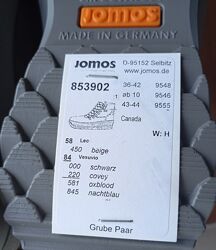 JOMOS
MADE IN GERMANY
JOMOS
D-95152 Selbitz
www.jomos.de
853902
36-42 9548
ab 10 9546
43-44 9555
Canada
W: H
58 Leo
450 beige
84 Vesuvio
000 schwarz
220 covey
581 oxblood
845 nachtblau
Grube Paar